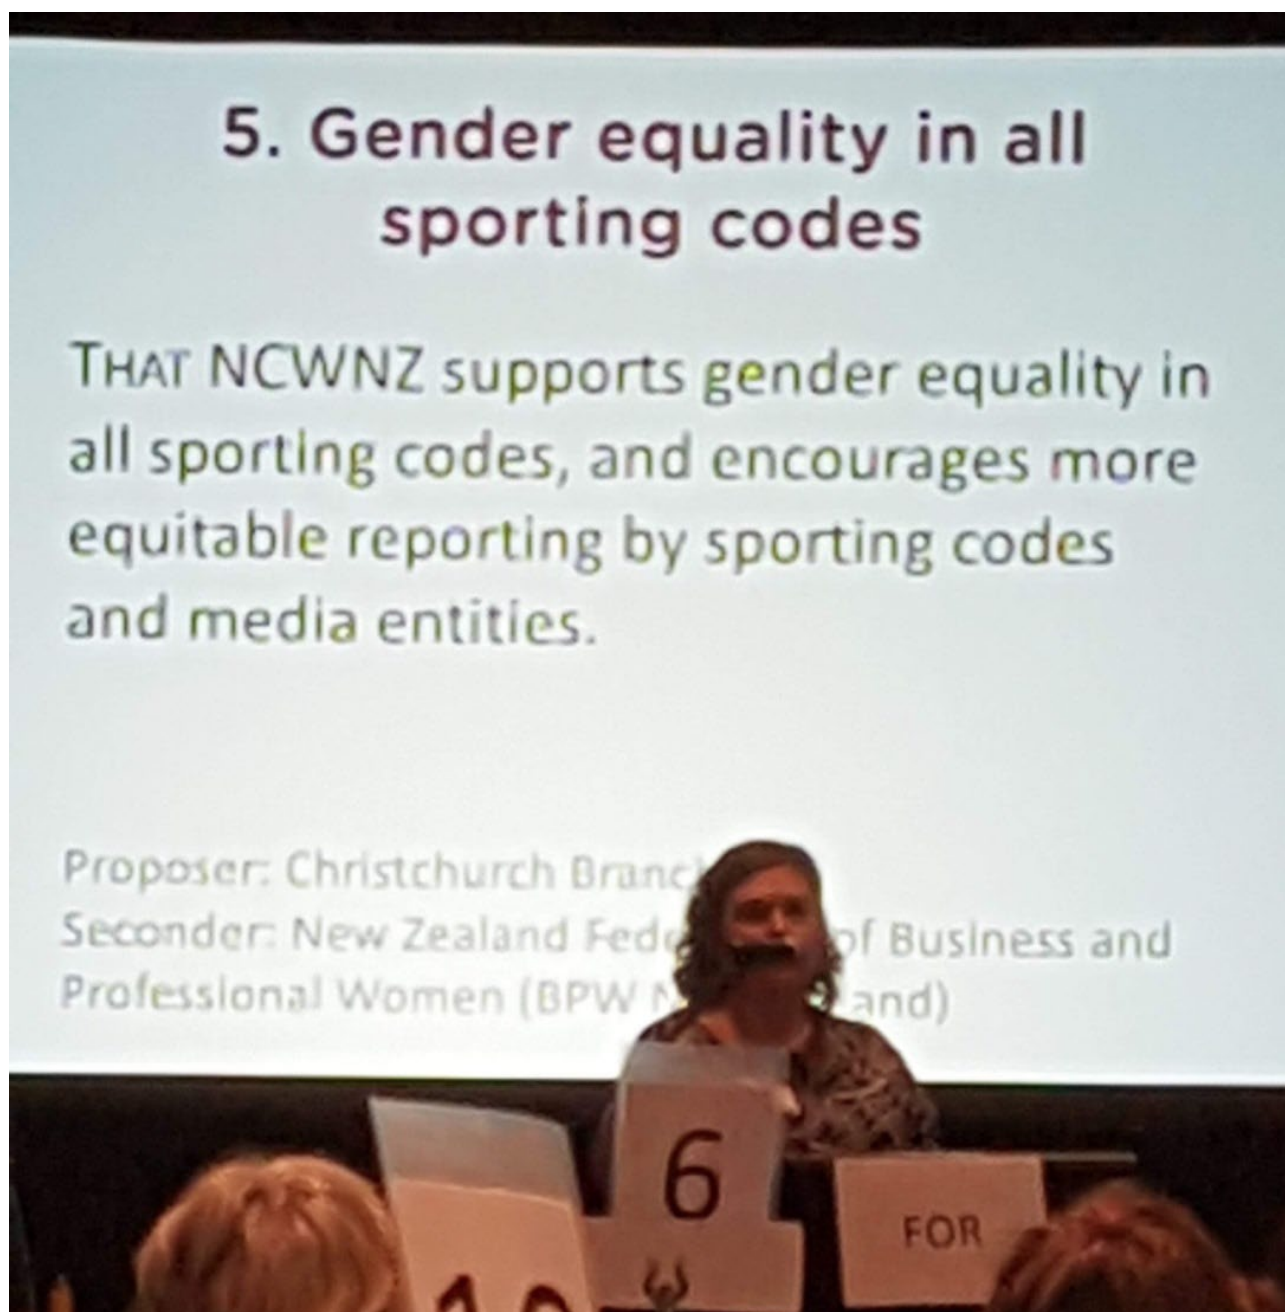 5. Gender equality in all
sporting codes
THAT NCWNZ supports gender equality in
all sporting codes, and encourages more
equitable reporting by sporting codes
and media entities.
Proposer: Christchurch
Seconder: New Zealand of Business and
Professional Women (BPW
6
FOR